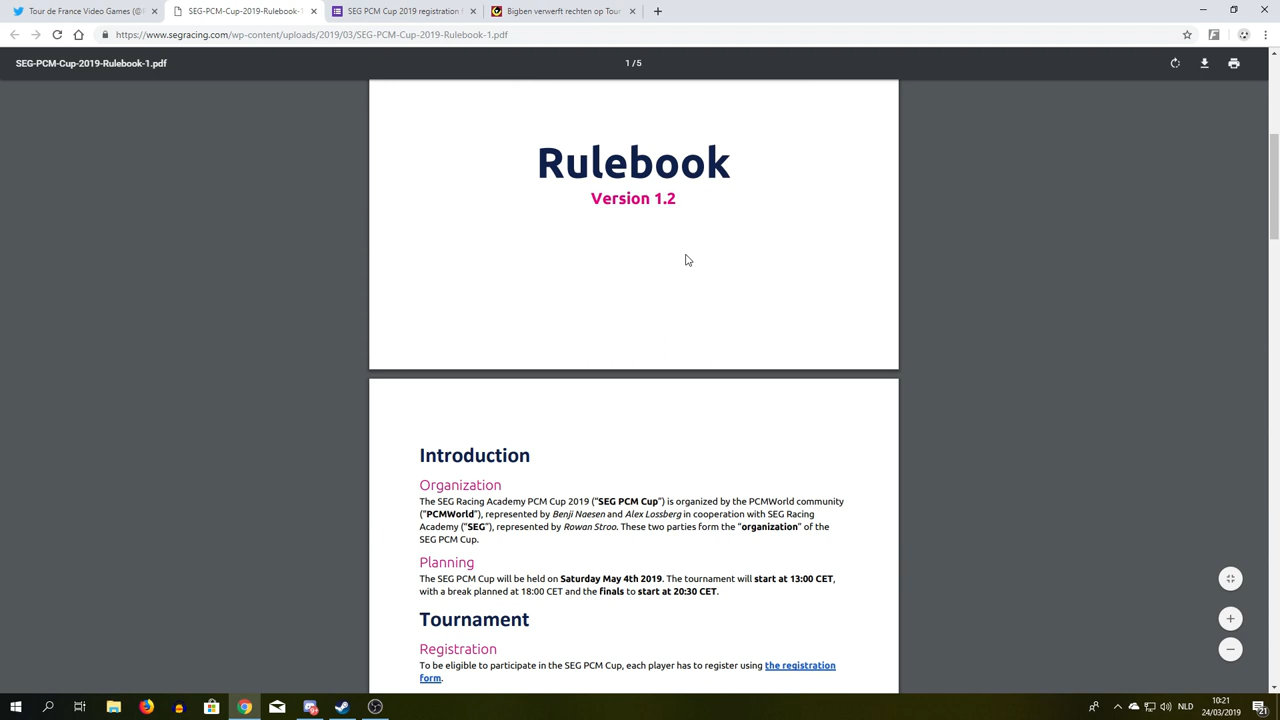 Tour de France Video Games (@
SEG-PCM-Cup-2019-Rulebook-1
SEG PCM Cup 2019 registration f
Bigben verwerft rechten op Tour
https://www.segracing.com/wp-content/uploads/2019/03/SEG-PCM-Cup-2019-Rulebook-1.pdf
SEG-PCM-Cup-2019-Rulebook-1.pdf
1 / 5
Rulebook
Version 1.2
Introduction
Organization
The SEG Racing Academy PCM Cup 2019 ("SEG PCM Cup") is organized by the PCMWorld community
("PCMWorld"), represented by Benji Naesen and Alex Lossberg in cooperation with SEG Racing
Academy ("SEG"), represented by Rowan Stroo. These two parties form the "organization" of the
SEG PCM Cup.
Planning
The SEG PCM Cup will be held on Saturday May 4th 2019. The tournament will start at 13:00 CET,
with a break planned at 18:00 CET and the finals to start at 20:30 CET.
Tournament
Registration
To be eligible to participate in the SEG PCM Cup, each player has to register using the registration
form.
NLD
10:21
24/03/2019
21